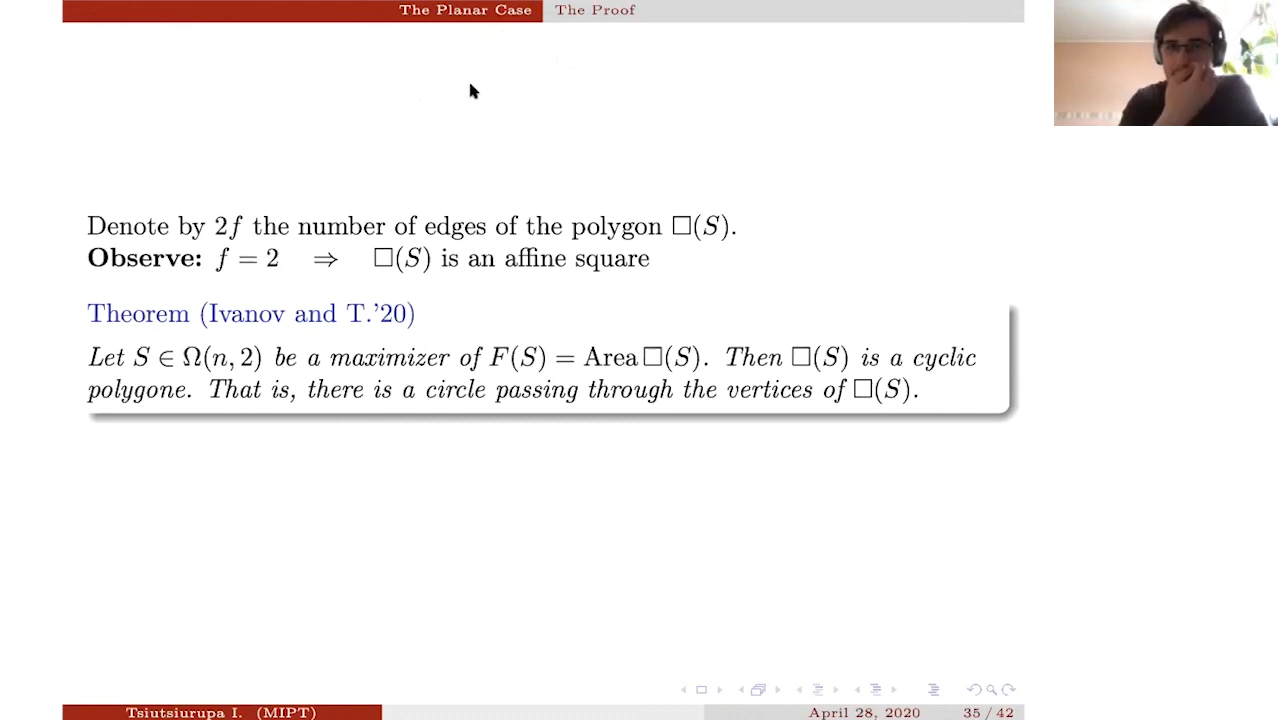 The Planar Case The Proof
Denote by 2f the number of edges of the polygon □(S).
Observe: f = 2 ⇒ □(S) is an affine square
Theorem (Ivanov and T.'20)
Let S ∈ Ω(n, 2) be a maximizer of F(S) = Area□(S). Then □(S) is a cyclic
polygone. That is, there is a circle passing through the vertices of □(S).
Tsiutsiurupa I. (MIPT) April 28, 2020 35 / 42